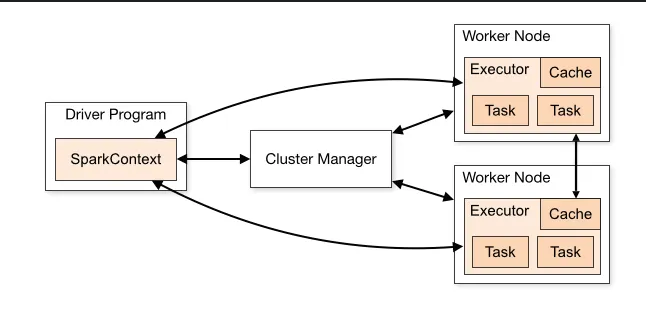 Driver Program
SparkContext
Cluster Manager
Worker Node
Executor
Cache
Task
Task
Worker Node
Executor
Cache
Task
Task